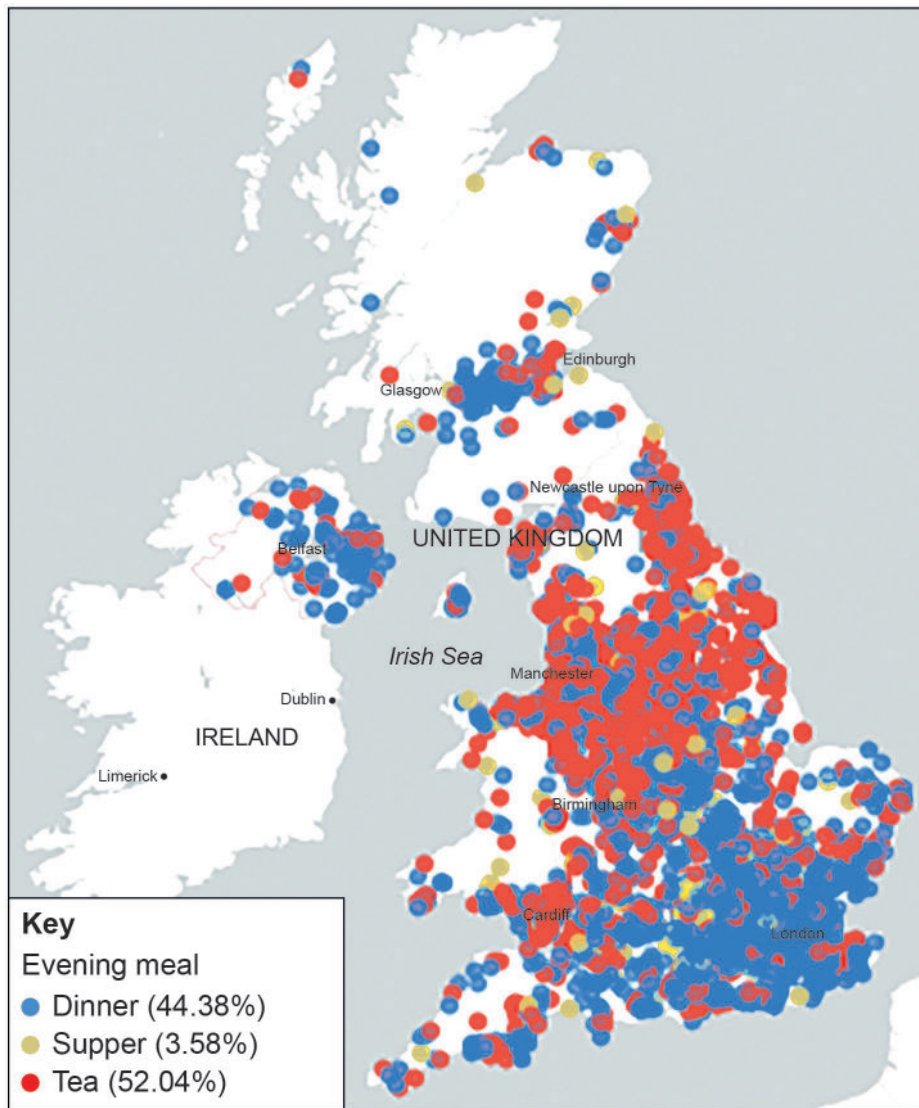 Edinburgh
Glasgow
Newcastle upon Tyne
UNITED KINGDOM
Belfast
Irish Sea
Manchester
Dublin
IRELAND
Limerick
Birmingham
Cardiff
London
Key
Evening meal
Dinner (44.38%)
Supper (3.58%)
Tea (52.04%)